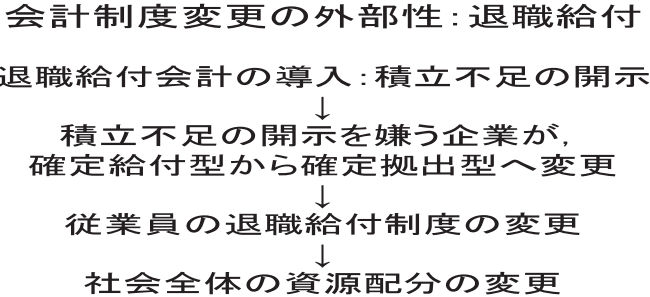 会計制度変更の外部性：退職給付
退職給付会計の導入：積立不足の開示
↓
積立不足の開示を嫌う企業が，
確定給付型から確定拠出型へ変更
↓
従業員の退職給付制度の変更
↓
社会全体の資源配分の変更